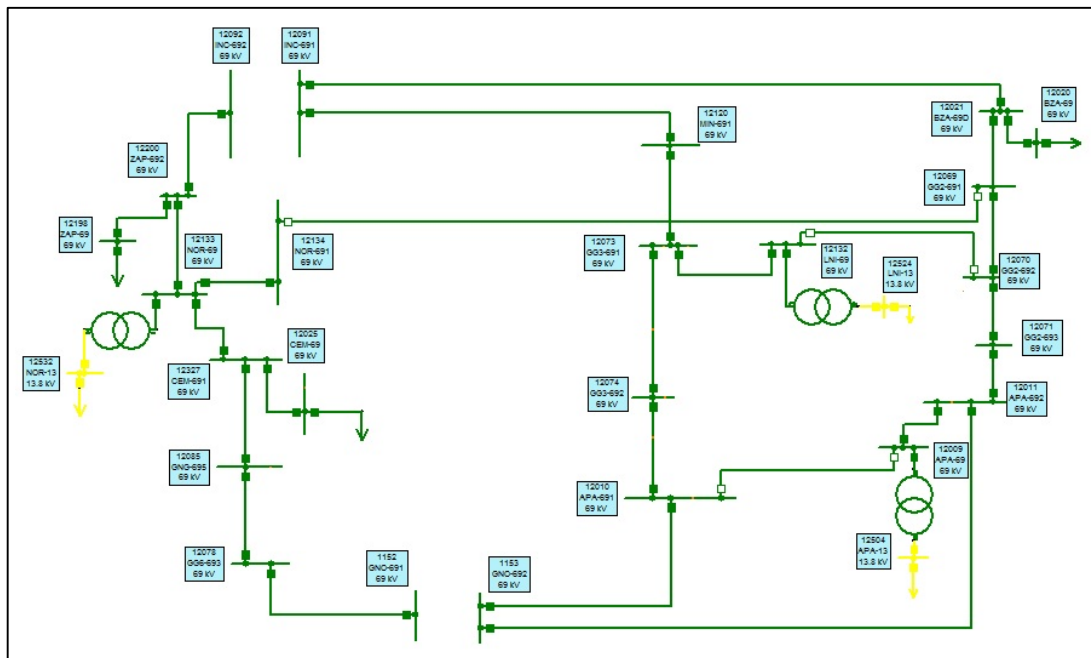 12092
INC-692
69 kV
12091
INC-691
69 kV
12020
BZA-69
69 kV
12021
BZA-69D
69 kV
12120
MIN-691
69 kV
12200
ZAP-692
69 kV
12069
GG2-691
69 kV
12198
ZAP-69
69 kV
12133
NOR-69
69 kV
12134
NOR-691
69 kV
12073
GG3-691
69 kV
12132
LNI-69
69 kV
12524
LNI-13
13.8 kV
12070
GG2-692
69 kV
12025
CEM-69
69 kV
12071
GG2-693
69 kV
12532
NOR-13
13.8 kV
12327
CEM-691
69 kV
12074
GG3-692
69 kV
12011
APA-692
69 kV
12085
GNG-695
69 kV
12009
APA-69
69 kV
12010
APA-691
69 kV
12504
APA-13
13.8 kV
12078
GG6-693
69 kV
1152
GNO-691
69 kV
1153
GNO-692
69 kV